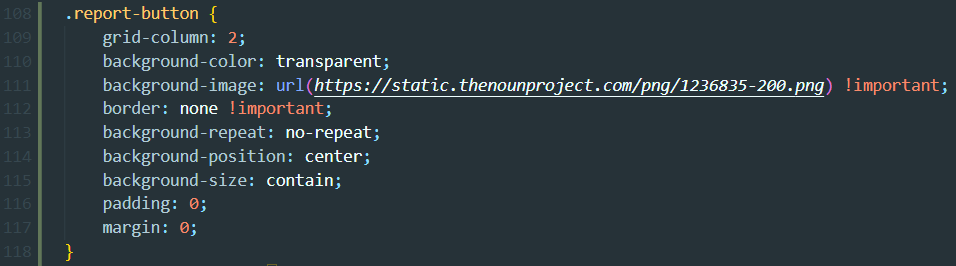 108 .report-button {
109 grid-column: 2;
110 background-color: transparent;
111 background-image: url(https://static.thenounproject.com/png/1236835-200.png) !important;
112 border: none !important;
113 background-repeat: no-repeat;
114 background-position: center;
115 background-size: contain;
116 padding: 0;
117 margin: 0;
118 }